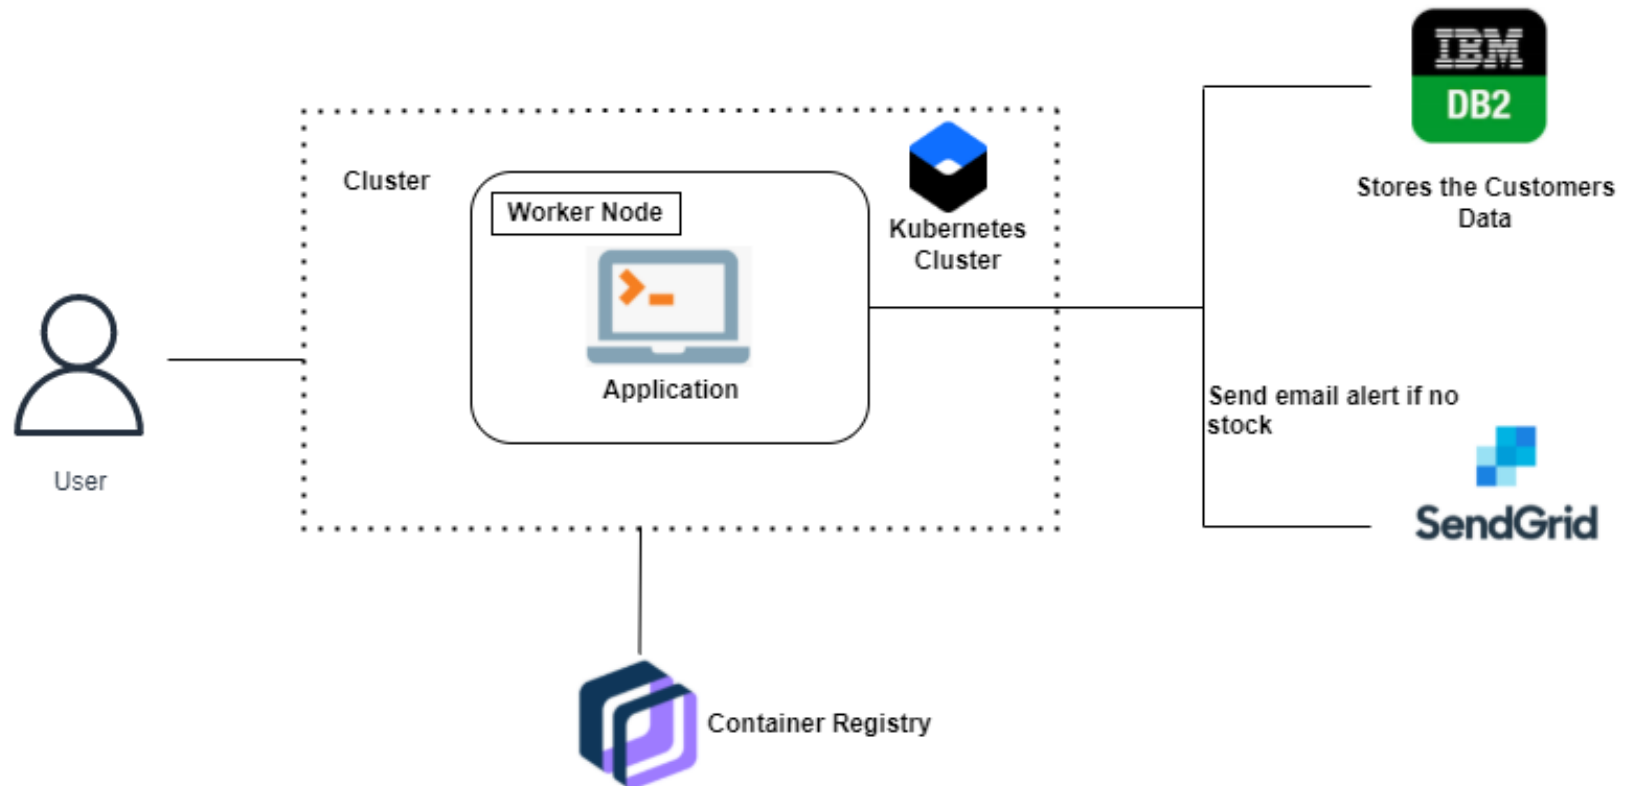 IBM
DB2
Stores the Customers
Data
Cluster
Worker Node
Application
Kubernetes
Cluster
User
Send email alert if no
stock
SendGrid
Container Registry